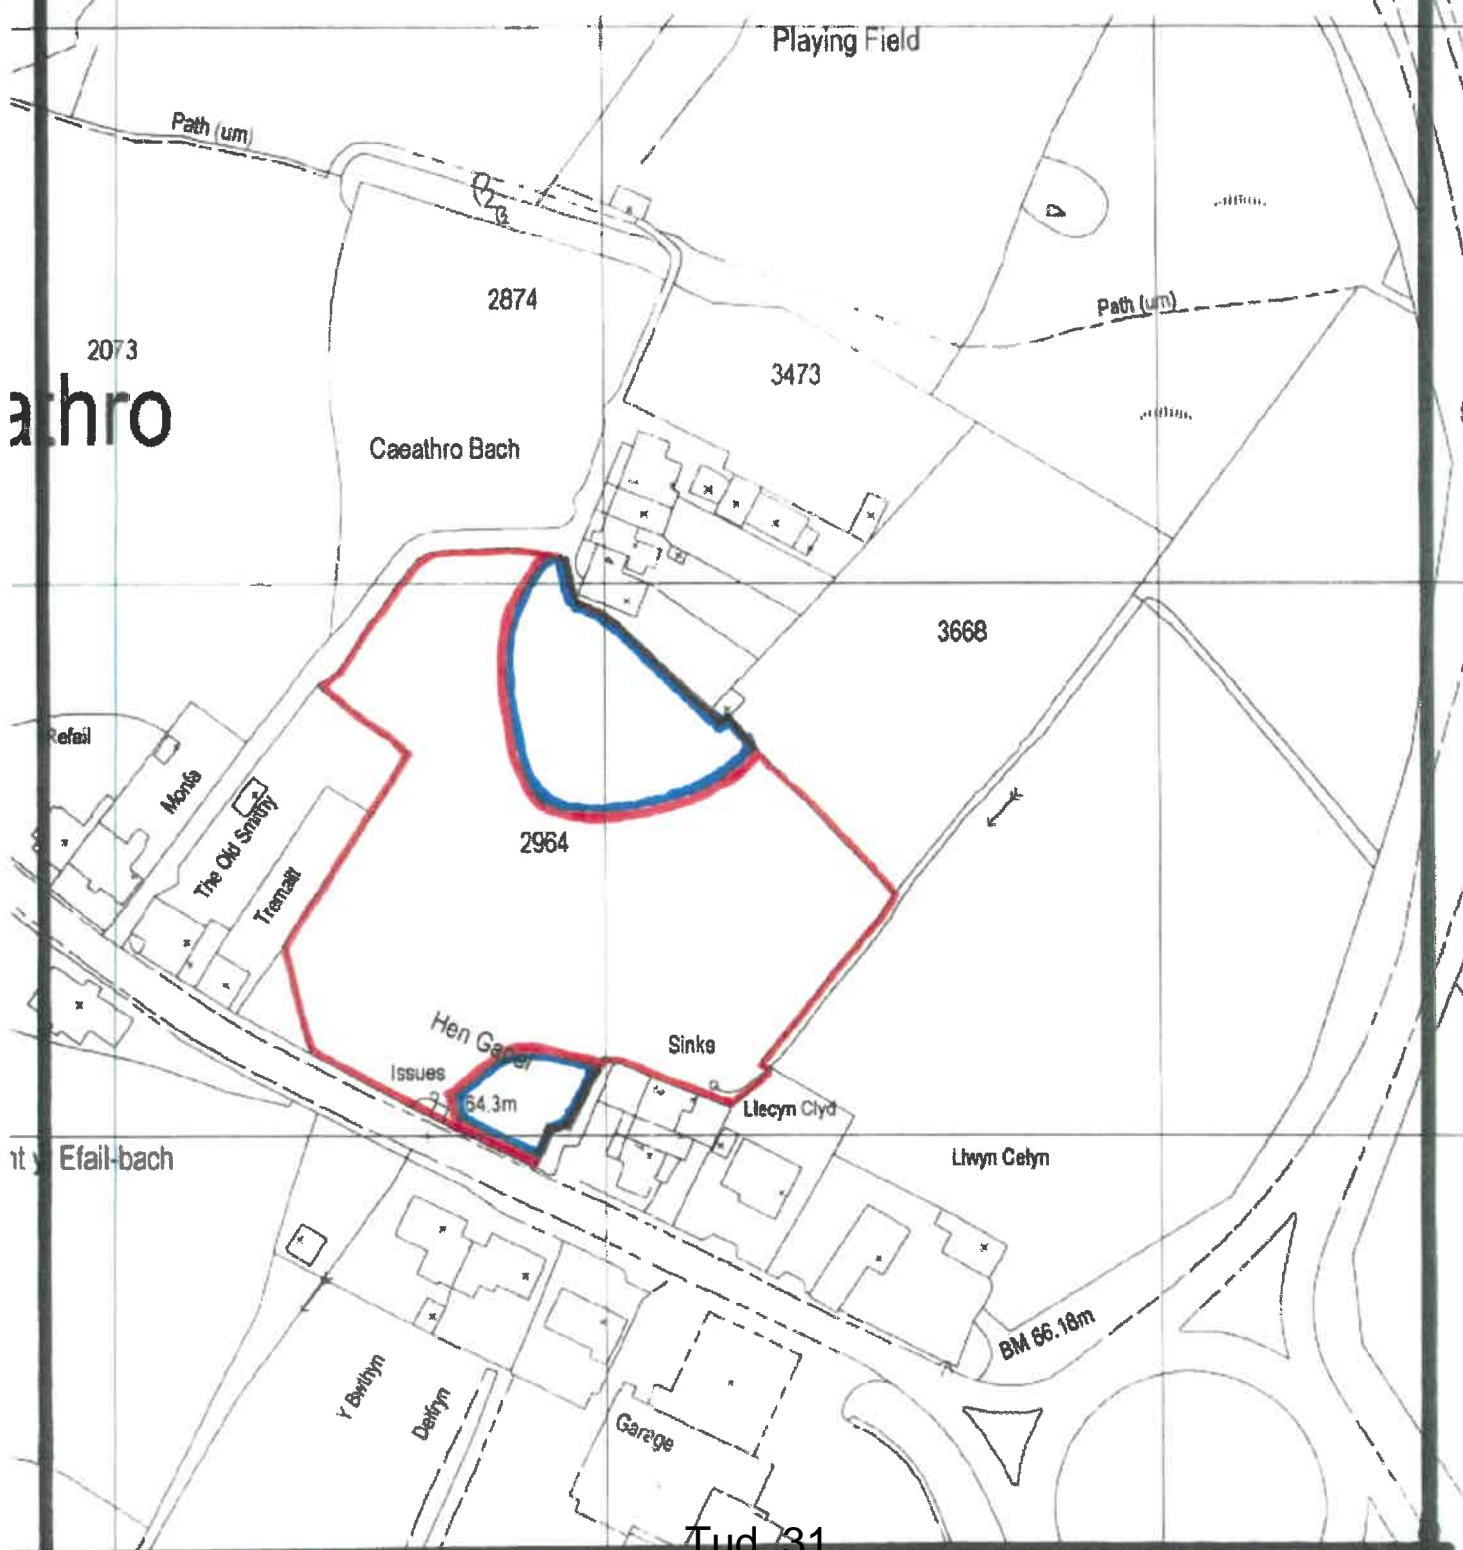 Playing Field
Path (um)
2874
Path (um)
2073
3473
athro
Caeathro Bach
3668
Refail
Monfa
The Old Smithy
2964
Hen Gapel
Sinks
Issues
64.3m
Llecyn Clyd
Efail-bach
Llwyn Celyn
BM 66.18m
Y Bwthyn
Delfryn
Garage
Tud. 31